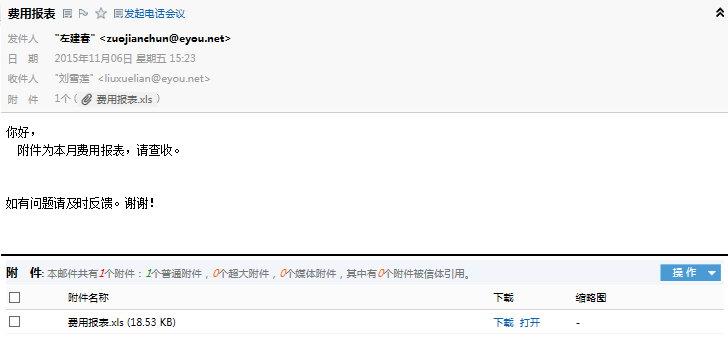 费用报表 发起电话会议
发件人 "左建春" <zuojianchun@eyou.net>
日 期 2015年11月06日 星期五 15:23
收件人 "刘雪莲" <liuxuelian@eyou.net>
附 件 1个 ( 费用报表.xls )
你好，
附件为本月费用报表，请查收。
如有问题请及时反馈。谢谢！
附 件: 本邮件共有1个附件：1个普通附件，0个超大附件，0个媒体附件，其中有0个附件被信体引用。 操 作
附件名称 下载 缩略图
费用报表.xls (18.53 KB) 下载 打开 -